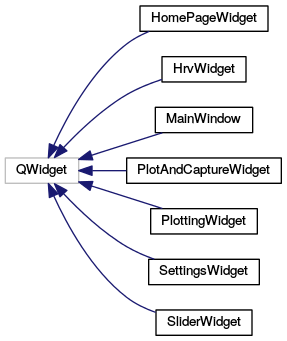 HomePageWidget
HrvWidget
MainWindow
QWidget
PlotAndCaptureWidget
PlottingWidget
SettingsWidget
SliderWidget